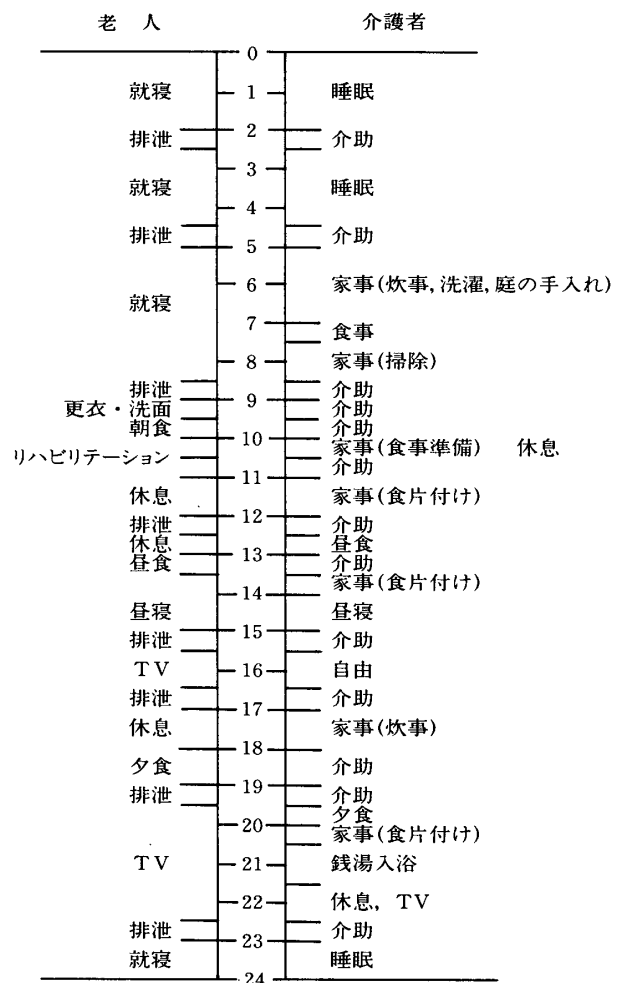 老 人 介護者
0
就寝 1 睡眠
2
排泄 介助
3
就寝 睡眠
4
排泄 介助
5
6 家事(炊事,洗濯,庭の手入れ)
就寝
7
食事
8 家事(掃除)
排泄 介助
更衣・洗面 9 介助
朝食 介助
10 家事(食事準備) 休息
リハビリテーション 介助
11
休息 家事(食片付け)
12
排泄 介助
休息 昼食
13
昼食 介助
家事(食片付け)
14
昼寝 昼寝
15
排泄 介助
TV 16 自由
排泄 介助
17
休息 家事(炊事)
18
夕食 介助
19
排泄 介助
夕食
20
家事(食片付け)
TV 21 銭湯入浴
22 休息, TV
排泄 介助
23
就寝 睡眠
24